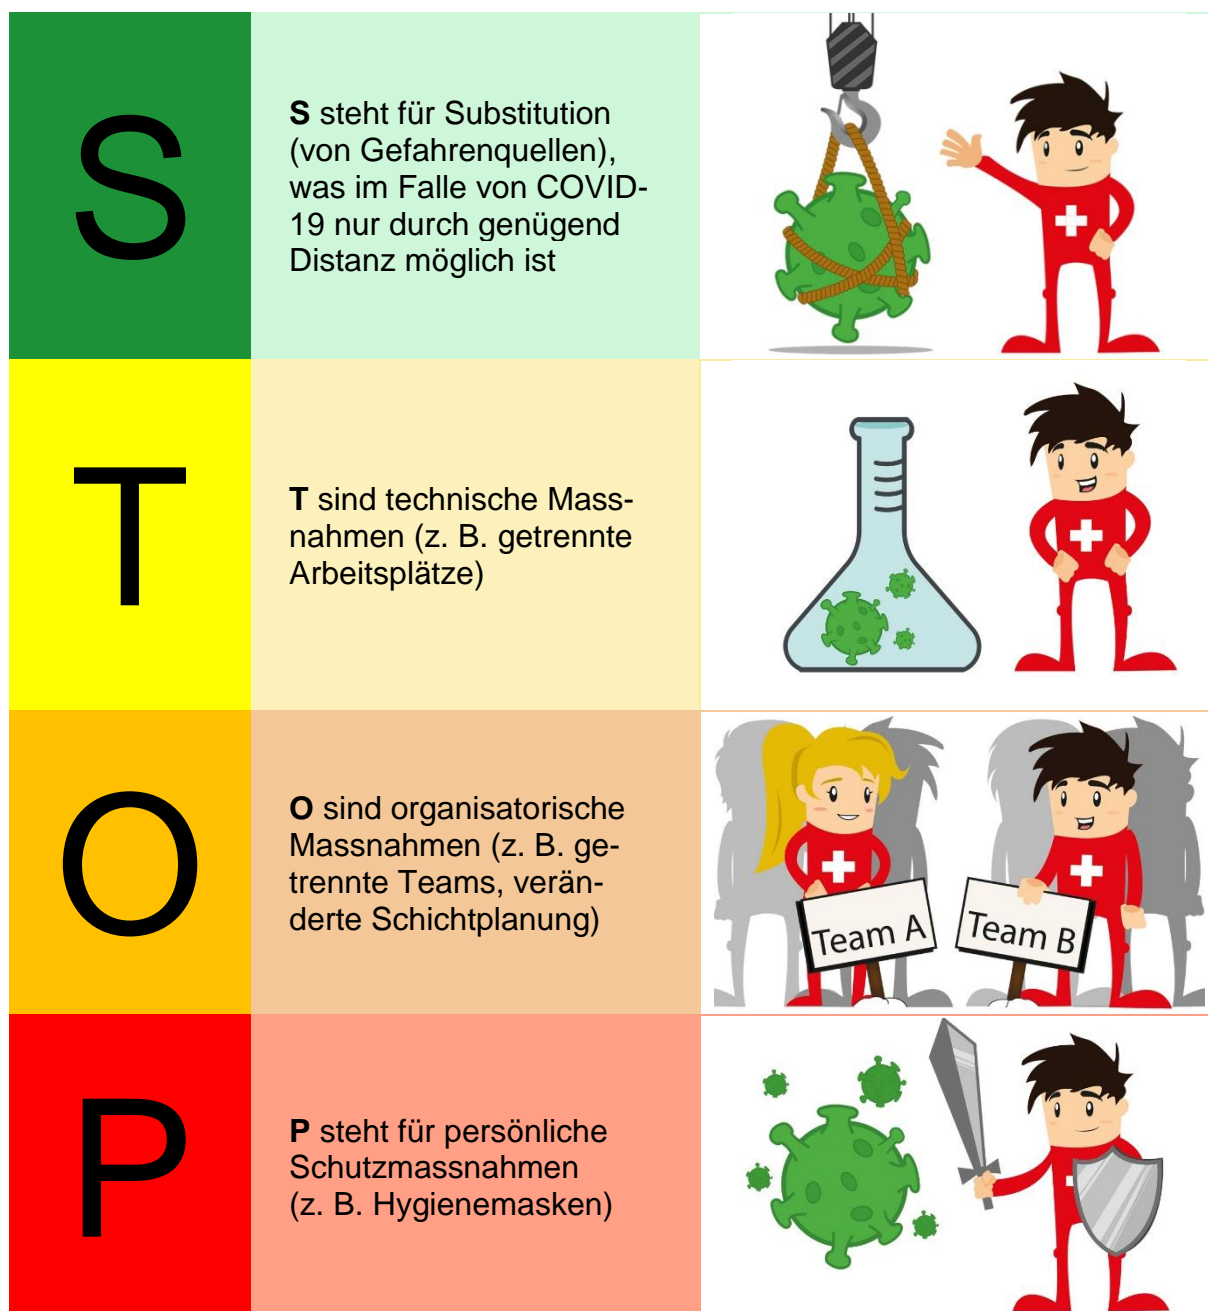 S
S steht für Substitution
(von Gefahrenquellen),
was im Falle von COVID-
19 nur durch genügend
Distanz möglich ist
T
T sind technische Mass-
nahmen (z. B. getrennte
Arbeitsplätze)
O
O sind organisatorische
Massnahmen (z. B. ge-
trennte Teams, verän-
derte Schichtplanung)
Team A
Team B
P
P steht für persönliche
Schutzmassnahmen
(z. B. Hygienemasken)